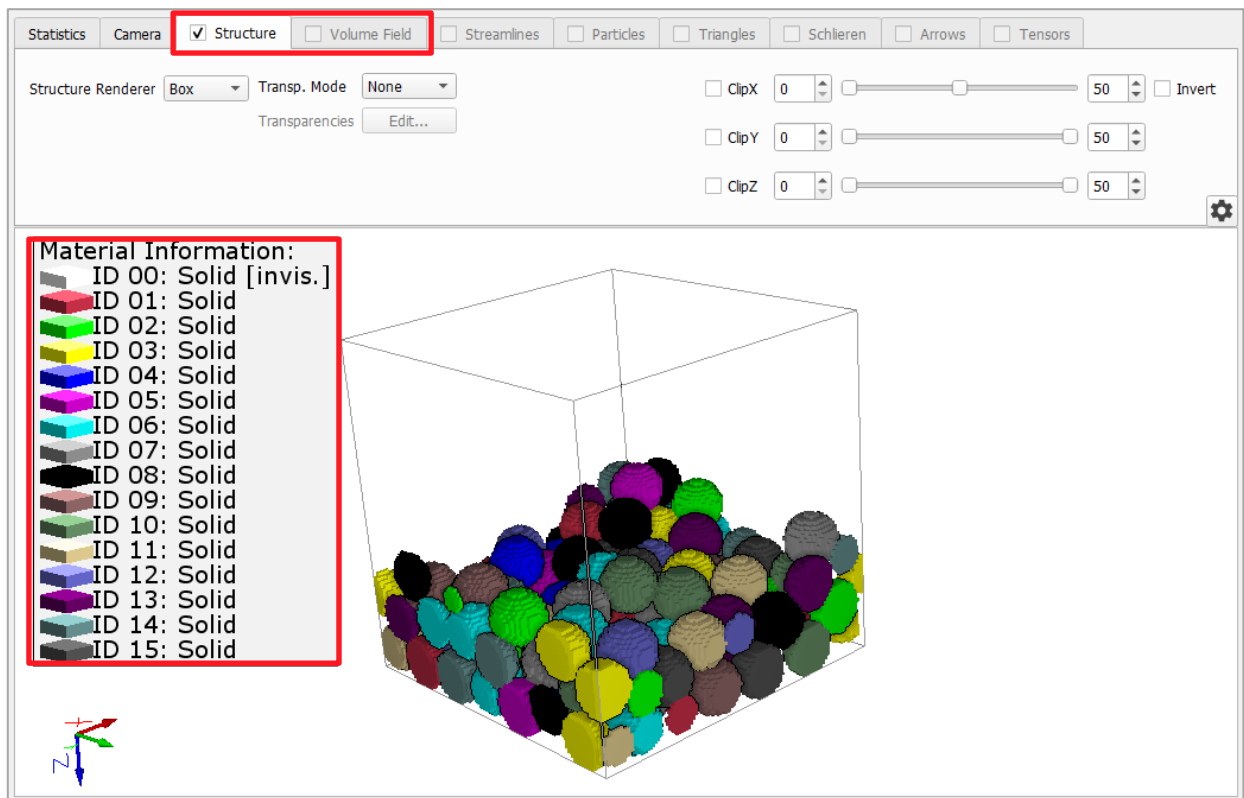 Statistics Camera Structure Volume Field Streamlines Particles Triangles Schlieren Arrows Tensors
Structure Renderer Box Transp. Mode None ClipX 0 50 Invert
Transparencies Edit... ClipY 0 50
ClipZ 0 50
Material Information:
ID 00: Solid [invis.]
ID 01: Solid
ID 02: Solid
ID 03: Solid
ID 04: Solid
ID 05: Solid
ID 06: Solid
ID 07: Solid
ID 08: Solid
ID 09: Solid
ID 10: Solid
ID 11: Solid
ID 12: Solid
ID 13: Solid
ID 14: Solid
ID 15: Solid
X
Y
Z